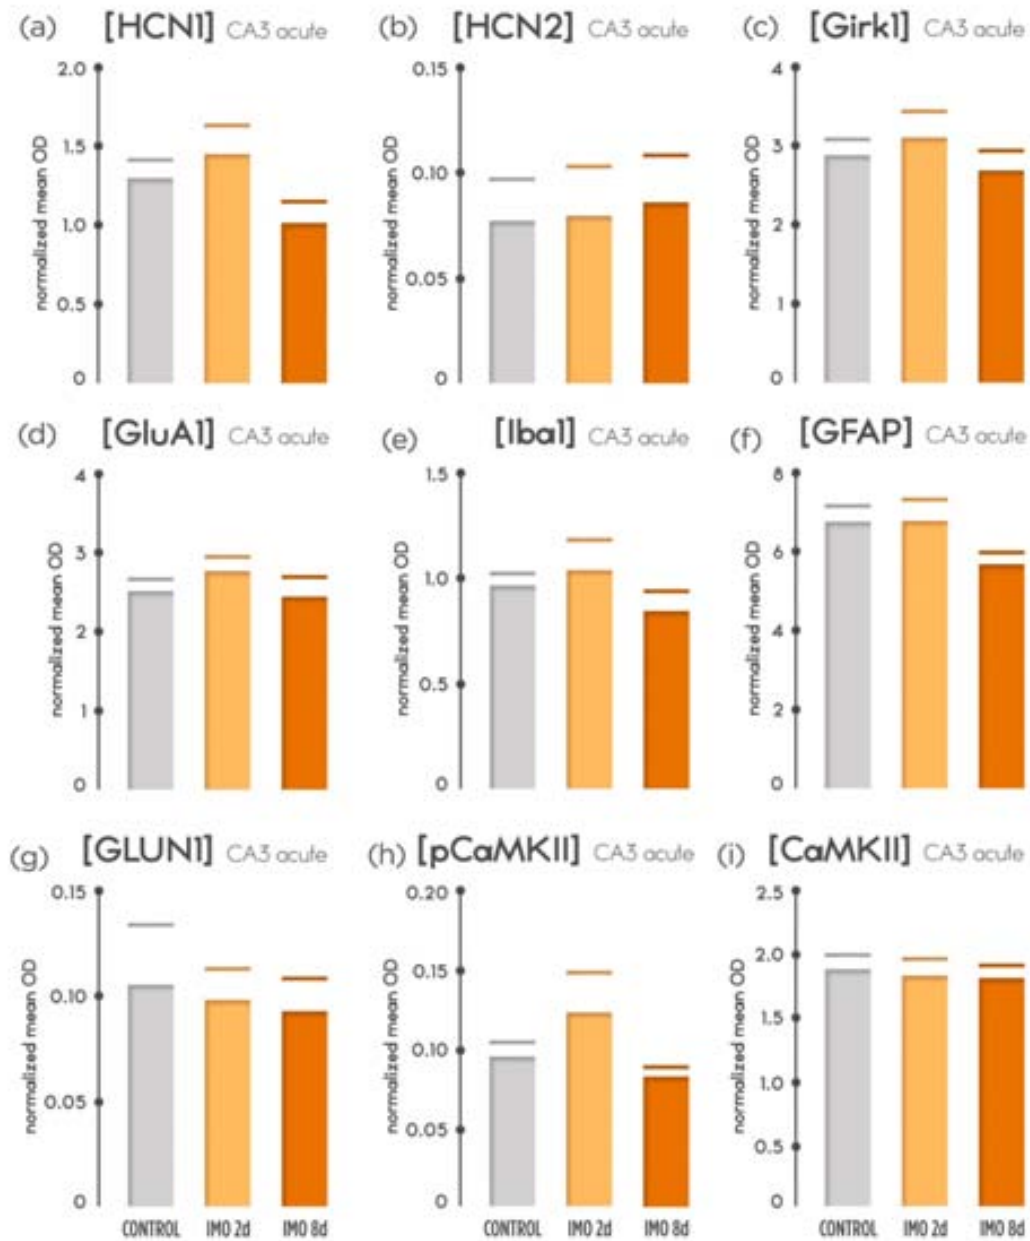 (a) [HCN1] CA3 acute
normalized mean OD
2.0
1.5
1.0
0.5
0
(b) [HCN2] CA3 acute
normalized mean OD
0.15
0.10
0.05
0
(c) [Girk1] CA3 acute
normalized mean OD
4
3
2
1
0
(d) [GluA1] CA3 acute
normalized mean OD
4
3
2
1
0
(e) [Iba1] CA3 acute
normalized mean OD
1.5
1.0
0.5
0
(f) [GFAP] CA3 acute
normalized mean OD
8
6
4
2
0
(g) [GLUN1] CA3 acute
normalized mean OD
0.15
0.10
0.05
0
CONTROL IMO 2d IMO 8d
(h) [pCaMKII] CA3 acute
normalized mean OD
0.20
0.15
0.10
0.05
0
CONTROL IMO 2d IMO 8d
(i) [CaMKII] CA3 acute
normalized mean OD
2.5
2.0
1.5
1.0
0.5
0
CONTROL IMO 2d IMO 8d